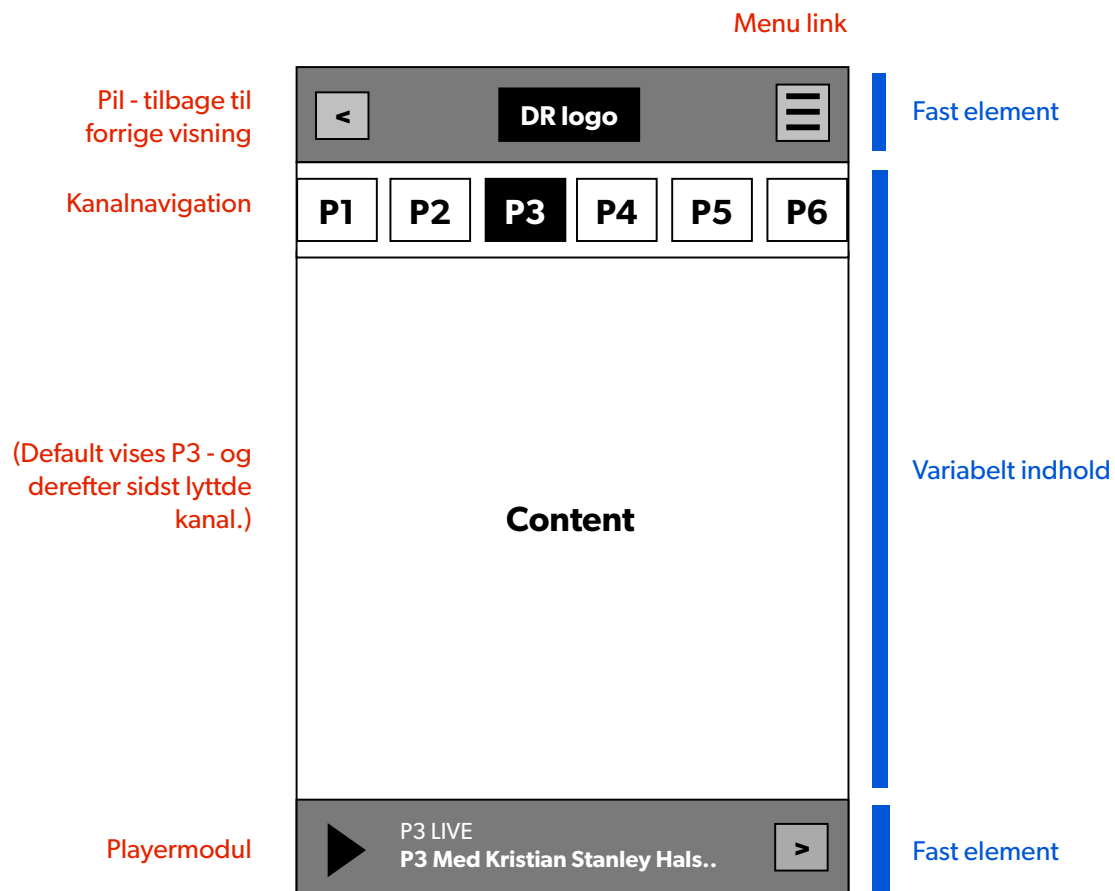 Menu link
Pil - tilbage til
forrige visning
<
DR logo
Fast element
Kanalnavigation
P1 P2 P3 P4 P5 P6
(Default vises P3 - og
derefter sidst lyttde
kanal.)
Content
Variabelt indhold
Playermodul
P3 LIVE
P3 Med Kristian Stanley Hals..
>
Fast element